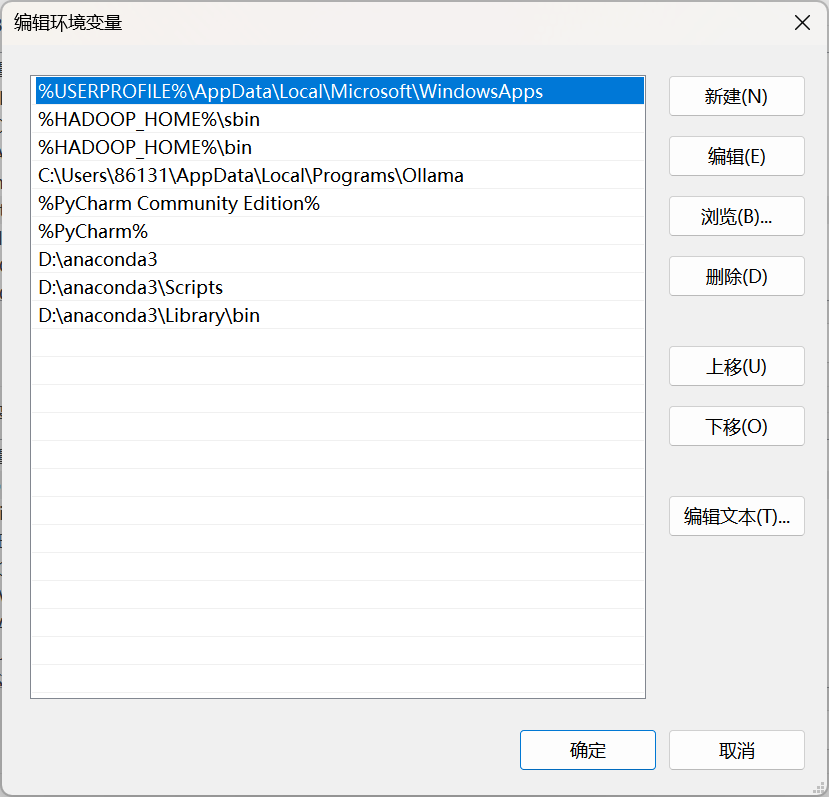 编辑环境变量
%USERPROFILE%\AppData\Local\Microsoft\WindowsApps
%HADOOP_HOME%\sbin
%HADOOP_HOME%\bin
C:\Users\86131\AppData\Local\Programs\Ollama
%PyCharm Community Edition%
%PyCharm%
D:\anaconda3
D:\anaconda3\Scripts
D:\anaconda3\Library\bin
新建(N)
编辑(E)
浏览(B)...
删除(D)
上移(U)
下移(O)
编辑文本(T)...
确定
取消